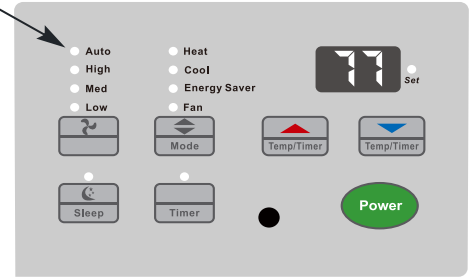 Auto
High
Med
Low
Heat
Cool
Energy Saver
Fan
77
Set
Mode
Temp/Timer
Temp/Timer
Sleep
Timer
Power